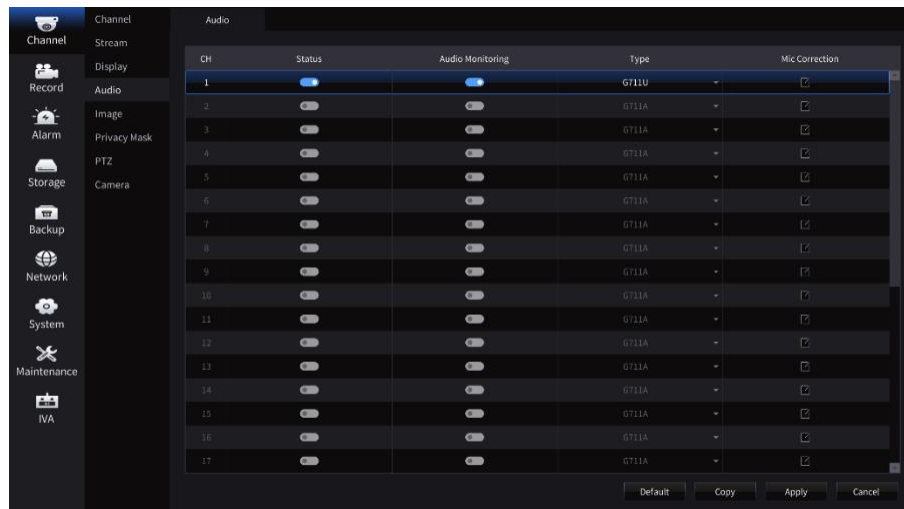 Channel
Record
Alarm
Storage
Backup
Network
System
Maintenance
IVA
Channel
Stream
Display
Audio
Image
Privacy Mask
PTZ
Camera
Audio
CH Status Audio Monitoring Type Mic Correction
1 G711U
2 G711A
3 G711A
4 G711A
5 G711A
6 G711A
7 G711A
8 G711A
9 G711A
10 G711A
11 G711A
12 G711A
13 G711A
14 G711A
15 G711A
16 G711A
17 G711A
Default Copy Apply Cancel